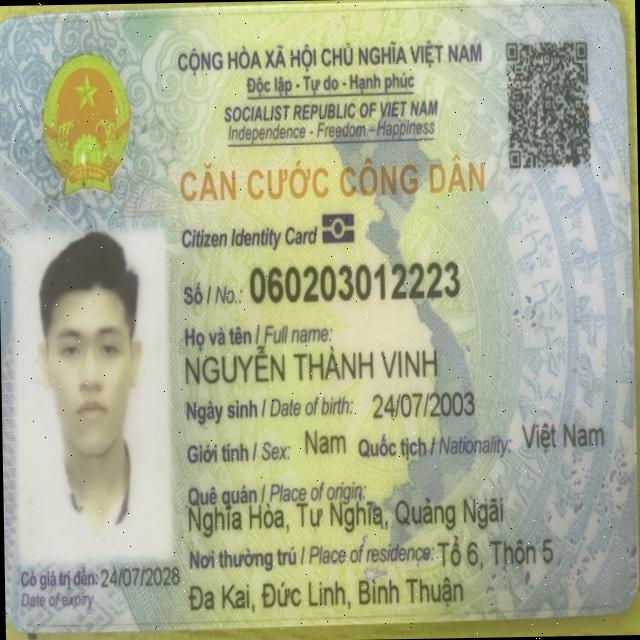 CỘNG HÒA XÃ HỘI CHỦ NGHĨA VIỆT NAM
Độc lập - Tự do - Hạnh phúc
SOCIALIST REPUBLIC OF VIET NAM
Independence - Freedom - Happiness
CĂN CƯỚC CÔNG DÂN
Citizen Identity Card
Số / No.: 060203012223
Họ và tên / Full name:
NGUYỄN THÀNH VINH
Ngày sinh / Date of birth: 24/07/2003
Giới tính / Sex: Nam Quốc tịch / Nationality: Việt Nam
Quê quán / Place of origin:
Nghĩa Hòa, Tư Nghĩa, Quảng Ngãi
Nơi thường trú / Place of residence: Tổ 6, Thôn 5
Đa Kai, Đức Linh, Bình Thuận
Có giá trị đến: 24/07/2028
Date of expiry